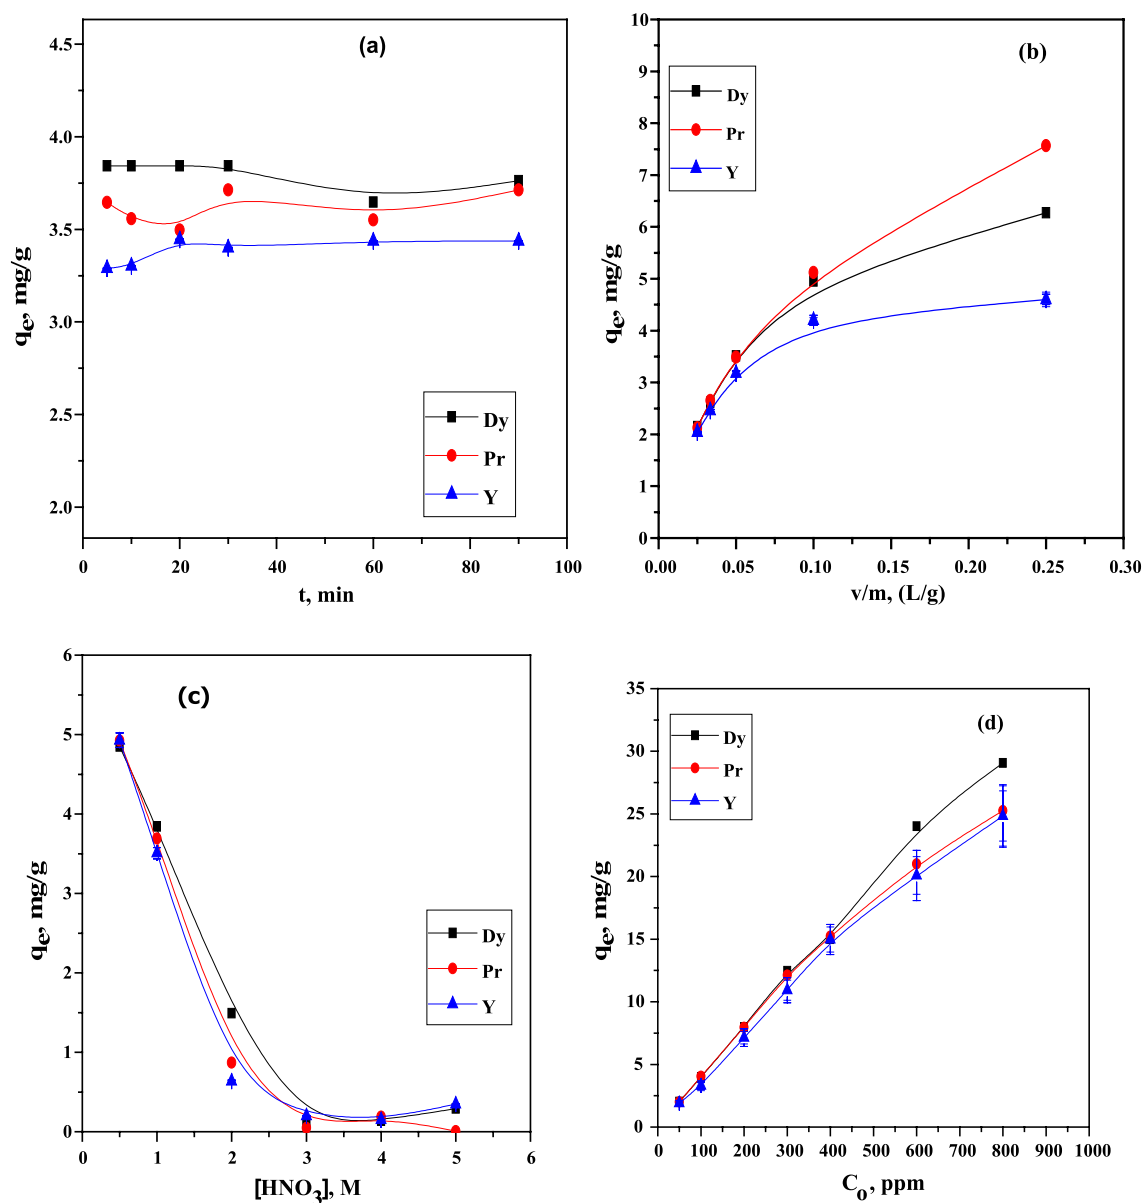 (a)
4.5
4.0
3.5
3.0
2.5
2.0
qe, mg/g
Dy
Pr
Y
0 20 40 60 80 100
t, min
(b)
10
9
8
7
6
5
4
3
2
1
0
qe, mg/g
Dy
Pr
Y
0.00 0.05 0.10 0.15 0.20 0.25 0.30
v/m, (L/g)
(c)
6
5
4
3
2
1
0
qe, mg/g
Dy
Pr
Y
0 1 2 3 4 5 6
[HNO3], M
(d)
35
30
25
20
15
10
5
0
qe, mg/g
Dy
Pr
Y
0 100 200 300 400 500 600 700 800 900 1000
Co, ppm